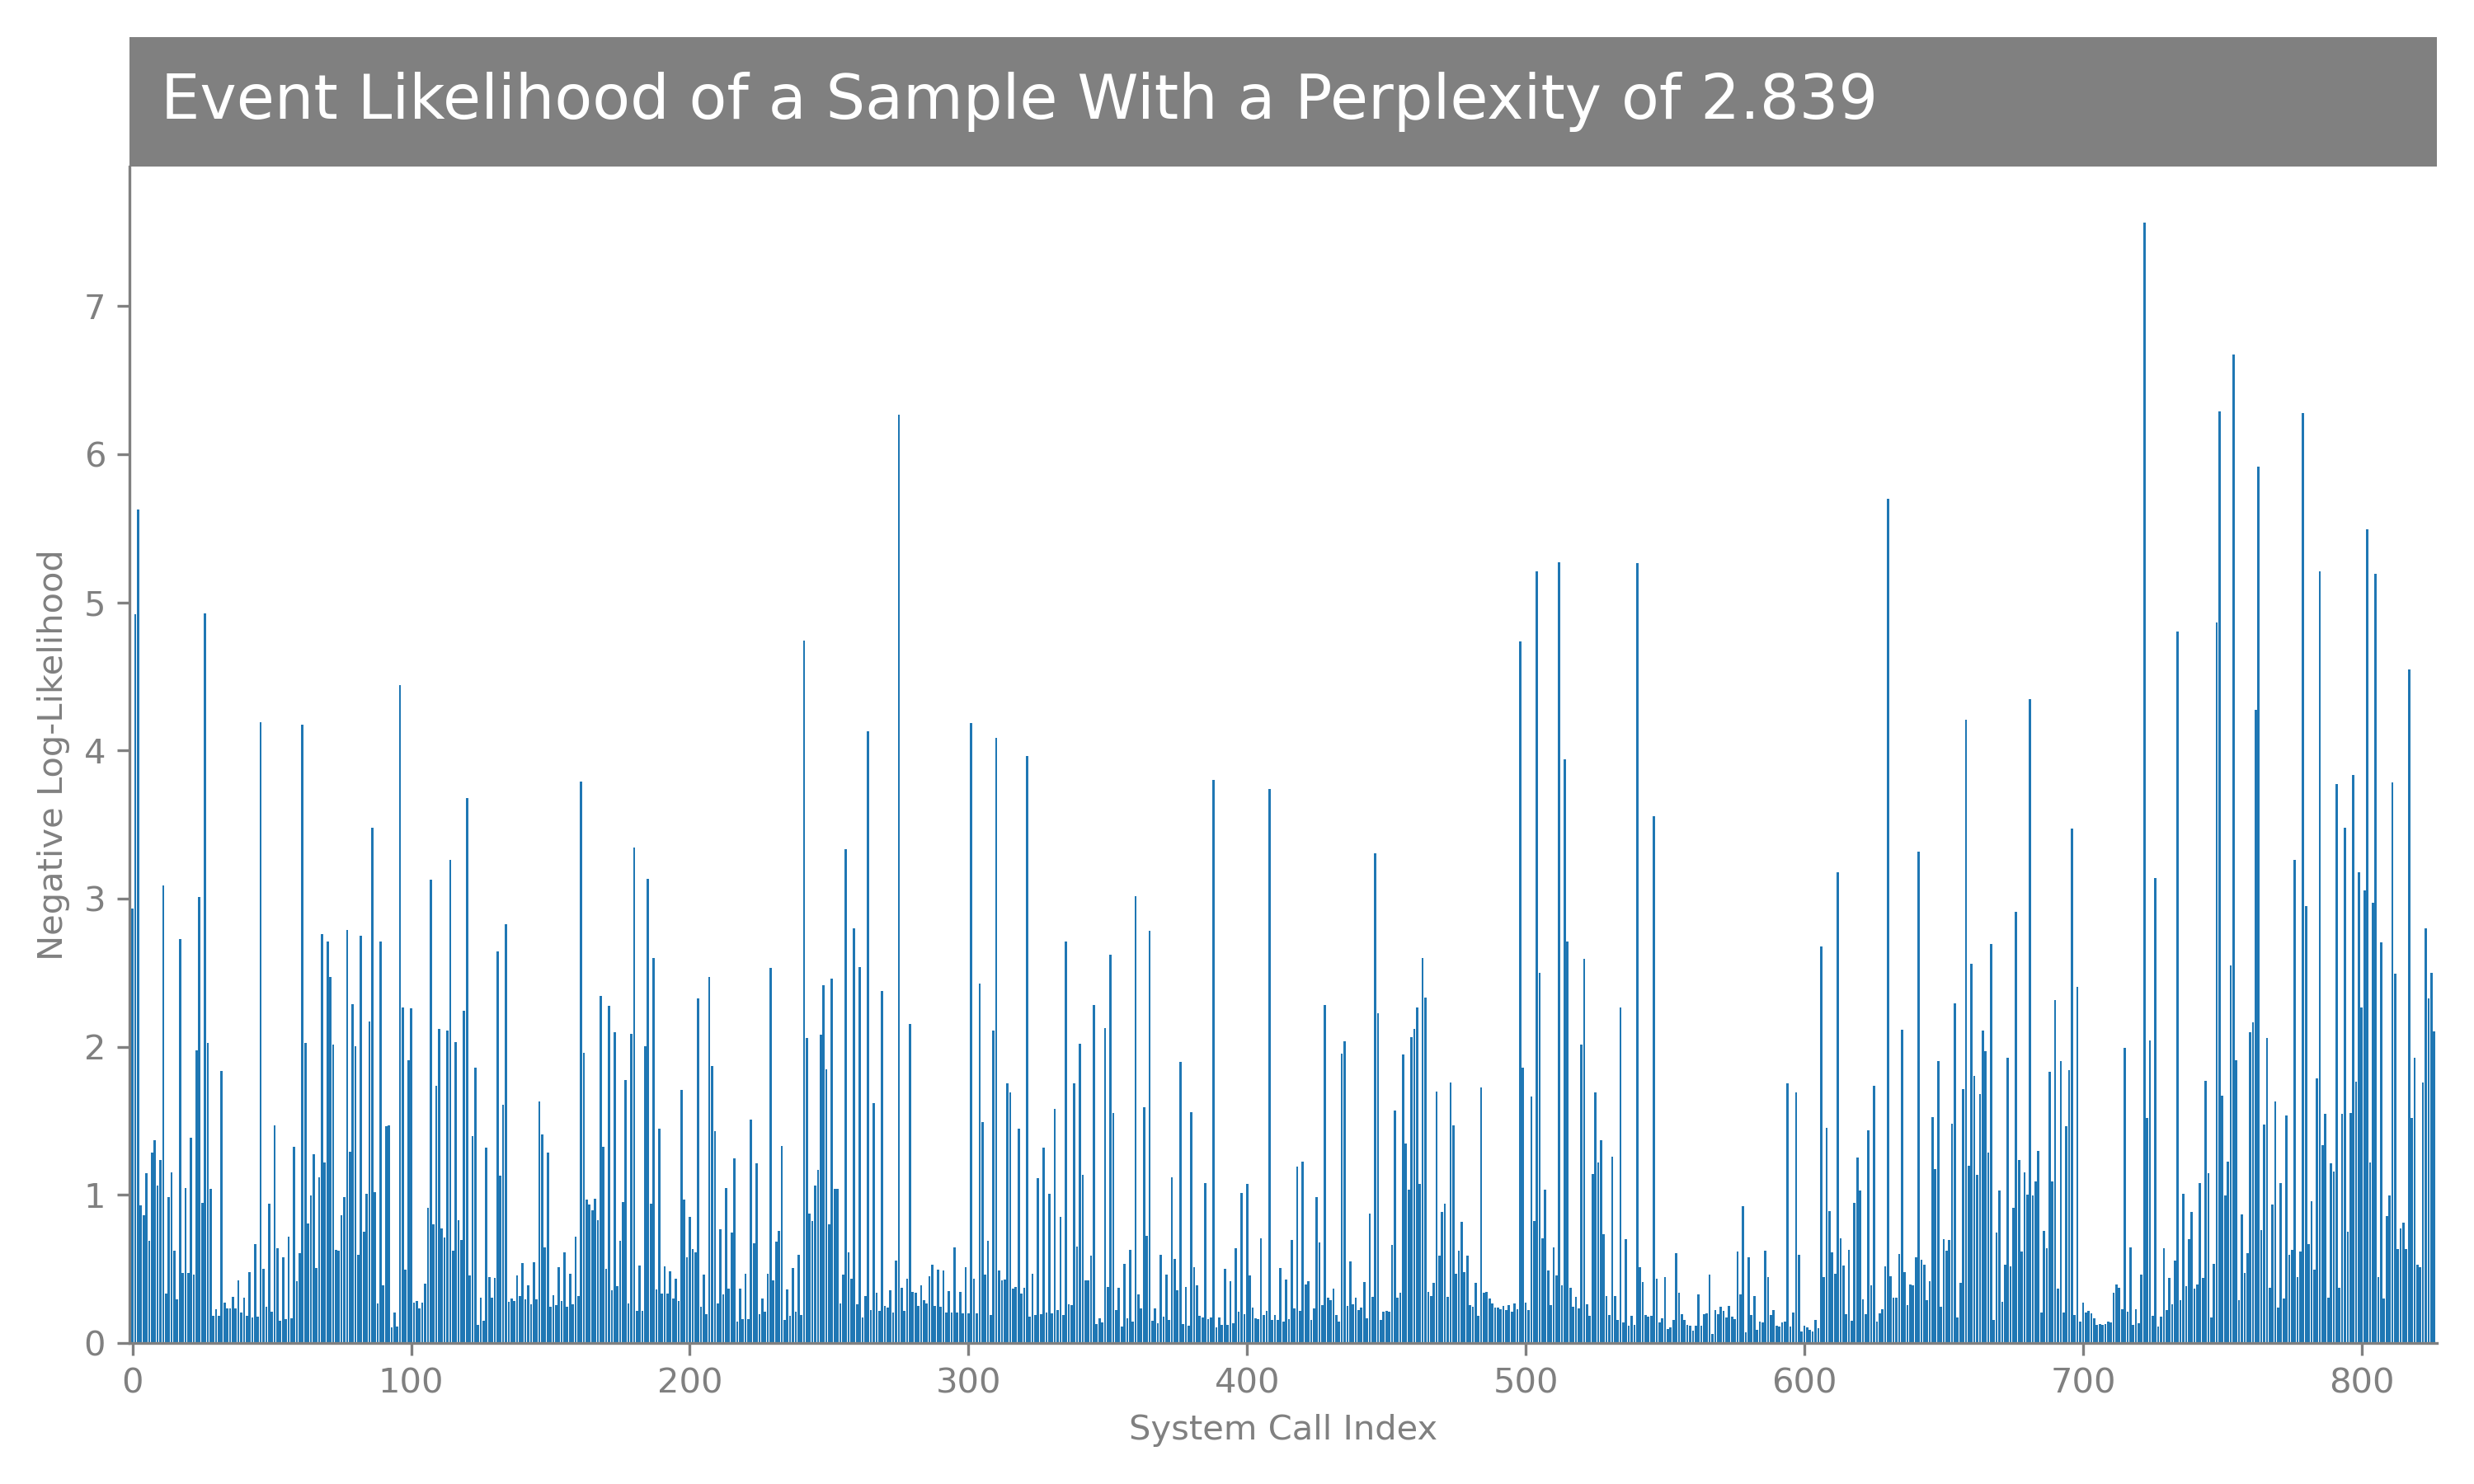 Event Likelihood of a Sample With a Perplexity of 2.839
Negative Log-Likelihood
7
6
5
4
3
2
1
0
0 100 200 300 400 500 600 700 800
System Call Index